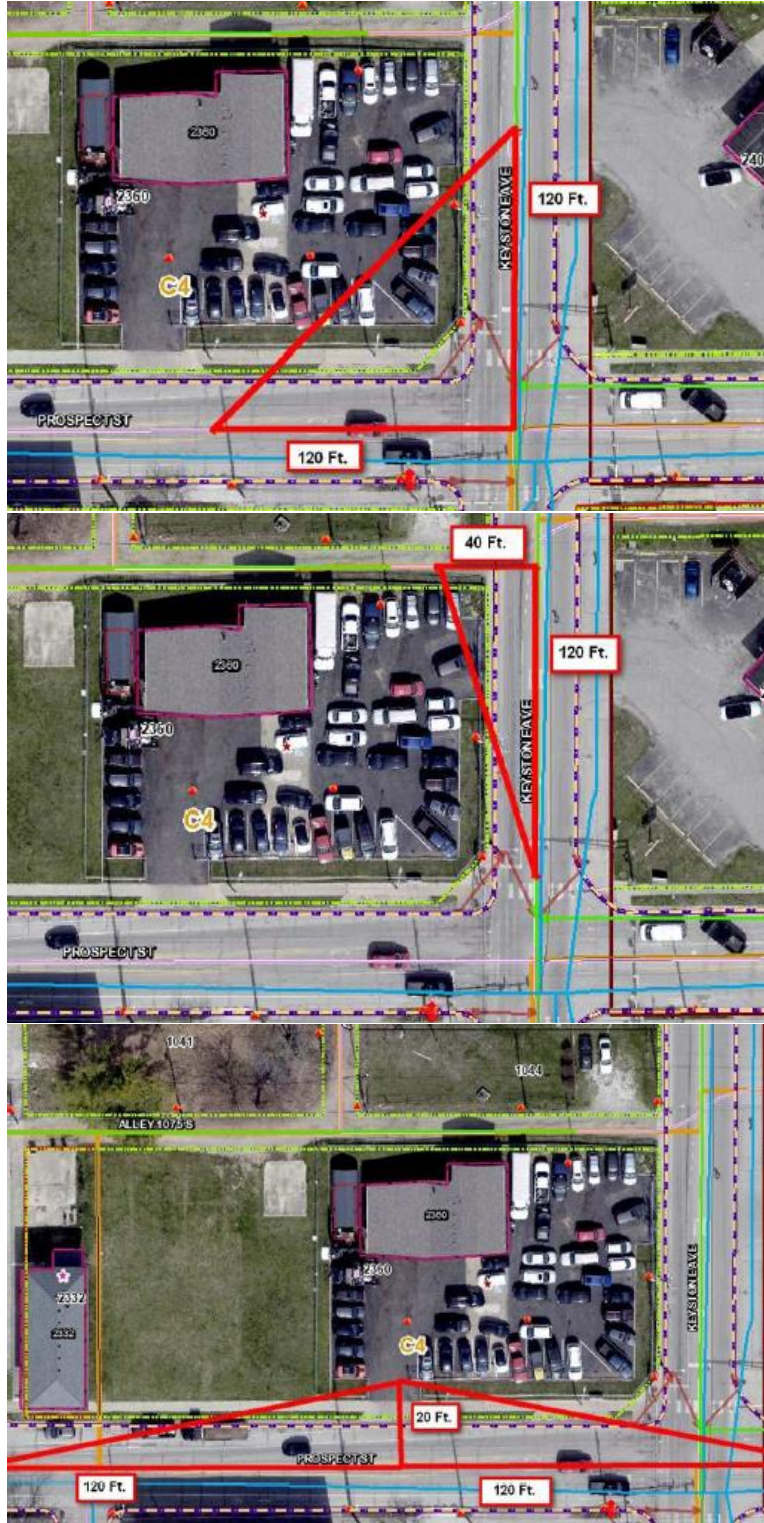 2360
2360
C4
KEYSTONE AVE
120 Ft.
240
PROSPECT ST
120 Ft.
40 Ft.
2360
2360
C4
KEYSTONE AVE
120 Ft.
PROSPECT ST
1041
1044
ALLEY 1075 S
2360
2360
KEYSTONE AVE
2332
2332
C4
20 Ft.
PROSPECT ST
120 Ft.
120 Ft.